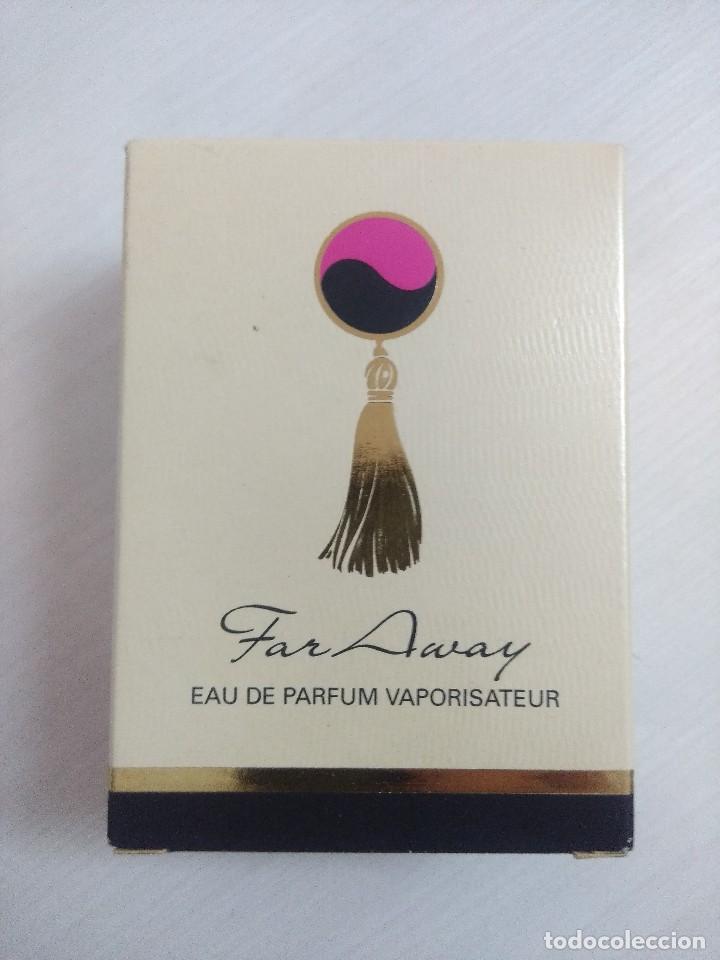 Far Away
EAU DE PARFUM VAPORISATEUR
todocoleccion